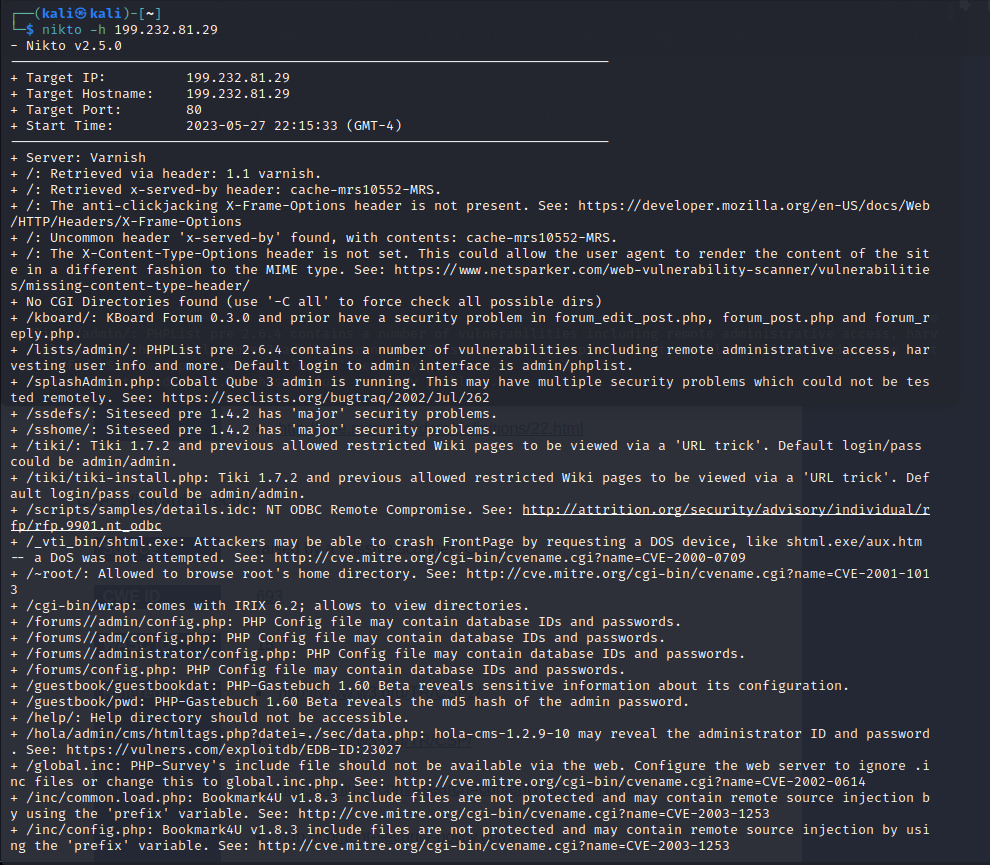 ┌──(kali㉿kali)-[~]
└─$ nikto -h 199.232.81.29
- Nikto v2.5.0
+ Target IP: 199.232.81.29
+ Target Hostname: 199.232.81.29
+ Target Port: 80
+ Start Time: 2023-05-27 22:15:33 (GMT-4)
+ Server: Varnish
+ /: Retrieved via header: 1.1 varnish.
+ /: Retrieved x-served-by header: cache-mrs10552-MRS.
+ /: The anti-clickjacking X-Frame-Options header is not present. See: https://developer.mozilla.org/en-US/docs/Web
/HTTP/Headers/X-Frame-Options
+ /: Uncommon header 'x-served-by' found, with contents: cache-mrs10552-MRS.
+ /: The X-Content-Type-Options header is not set. This could allow the user agent to render the content of the sit
e in a different fashion to the MIME type. See: https://www.netsparker.com/web-vulnerability-scanner/vulnerabilitie
s/missing-content-type-header/
+ No CGI Directories found (use '-C all' to force check all possible dirs)
+ /kboard/: KBoard Forum 0.3.0 and prior have a security problem in forum_edit_post.php, forum_post.php and forum_r
eply.php.
+ /lists/admin/: PHPList pre 2.6.4 contains a number of vulnerabilities including remote administrative access, har
vesting user info and more. Default login to admin interface is admin/phplist.
+ /splashAdmin.php: Cobalt Qube 3 admin is running. This may have multiple security problems which could not be tes
ted remotely. See: https://seclists.org/bugtraq/2002/Jul/262
+ /ssdefs/: Siteseed pre 1.4.2 has 'major' security problems.
+ /sshome/: Siteseed pre 1.4.2 has 'major' security problems.
+ /tiki/: Tiki 1.7.2 and previous allowed restricted Wiki pages to be viewed via a 'URL trick'. Default login/pass
could be admin/admin.
+ /tiki/tiki-install.php: Tiki 1.7.2 and previous allowed restricted Wiki pages to be viewed via a 'URL trick'. Def
ault login/pass could be admin/admin.
+ /scripts/samples/details.idc: NT ODBC Remote Compromise. See: http://attrition.org/security/advisory/individual/r
fp/rfp.9901.nt_odbc
+ /_vti_bin/shtml.exe: Attackers may be able to crash FrontPage by requesting a DOS device, like shtml.exe/aux.htm
-- a DoS was not attempted. See: http://cve.mitre.org/cgi-bin/cvename.cgi?name=CVE-2000-0709
+ /~root/: Allowed to browse root's home directory. See: http://cve.mitre.org/cgi-bin/cvename.cgi?name=CVE-2001-101
3
+ /cgi-bin/wrap: comes with IRIX 6.2; allows to view directories.
+ /forums//admin/config.php: PHP Config file may contain database IDs and passwords.
+ /forums//adm/config.php: PHP Config file may contain database IDs and passwords.
+ /forums//administrator/config.php: PHP Config file may contain database IDs and passwords.
+ /forums/config.php: PHP Config file may contain database IDs and passwords.
+ /guestbook/guestbookdat: PHP-Gastebuch 1.60 Beta reveals sensitive information about its configuration.
+ /guestbook/pwd: PHP-Gastebuch 1.60 Beta reveals the md5 hash of the admin password.
+ /help/: Help directory should not be accessible.
+ /hola/admin/cms/htmltags.php?datei=./sec/data.php: hola-cms-1.2.9-10 may reveal the administrator ID and password
. See: https://vulners.com/exploitdb/EDB-ID:23027
+ /global.inc: PHP-Survey's include file should not be available via the web. Configure the web server to ignore .i
nc files or change this to global.inc.php. See: http://cve.mitre.org/cgi-bin/cvename.cgi?name=CVE-2002-0614
+ /inc/common.load.php: Bookmark4U v1.8.3 include files are not protected and may contain remote source injection b
y using the 'prefix' variable. See: http://cve.mitre.org/cgi-bin/cvename.cgi?name=CVE-2003-1253
+ /inc/config.php: Bookmark4U v1.8.3 include files are not protected and may contain remote source injection by usi
ng the 'prefix' variable. See: http://cve.mitre.org/cgi-bin/cvename.cgi?name=CVE-2003-1253